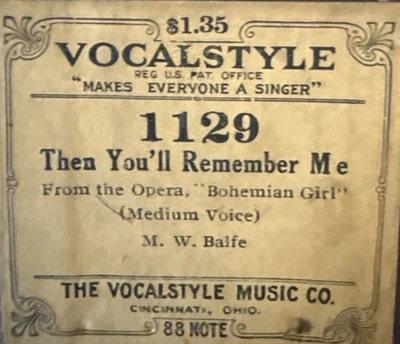 $1.35
VOCALSTYLE
REG U.S. PAT. OFFICE
"MAKES EVERYONE A SINGER"
1129
Then You'll Remember Me
From the Opera, "Bohemian Girl"
(Medium Voice)
M. W. Balfe
THE VOCALSTYLE MUSIC CO.
CINCINNATI, OHIO.
88 NOTE